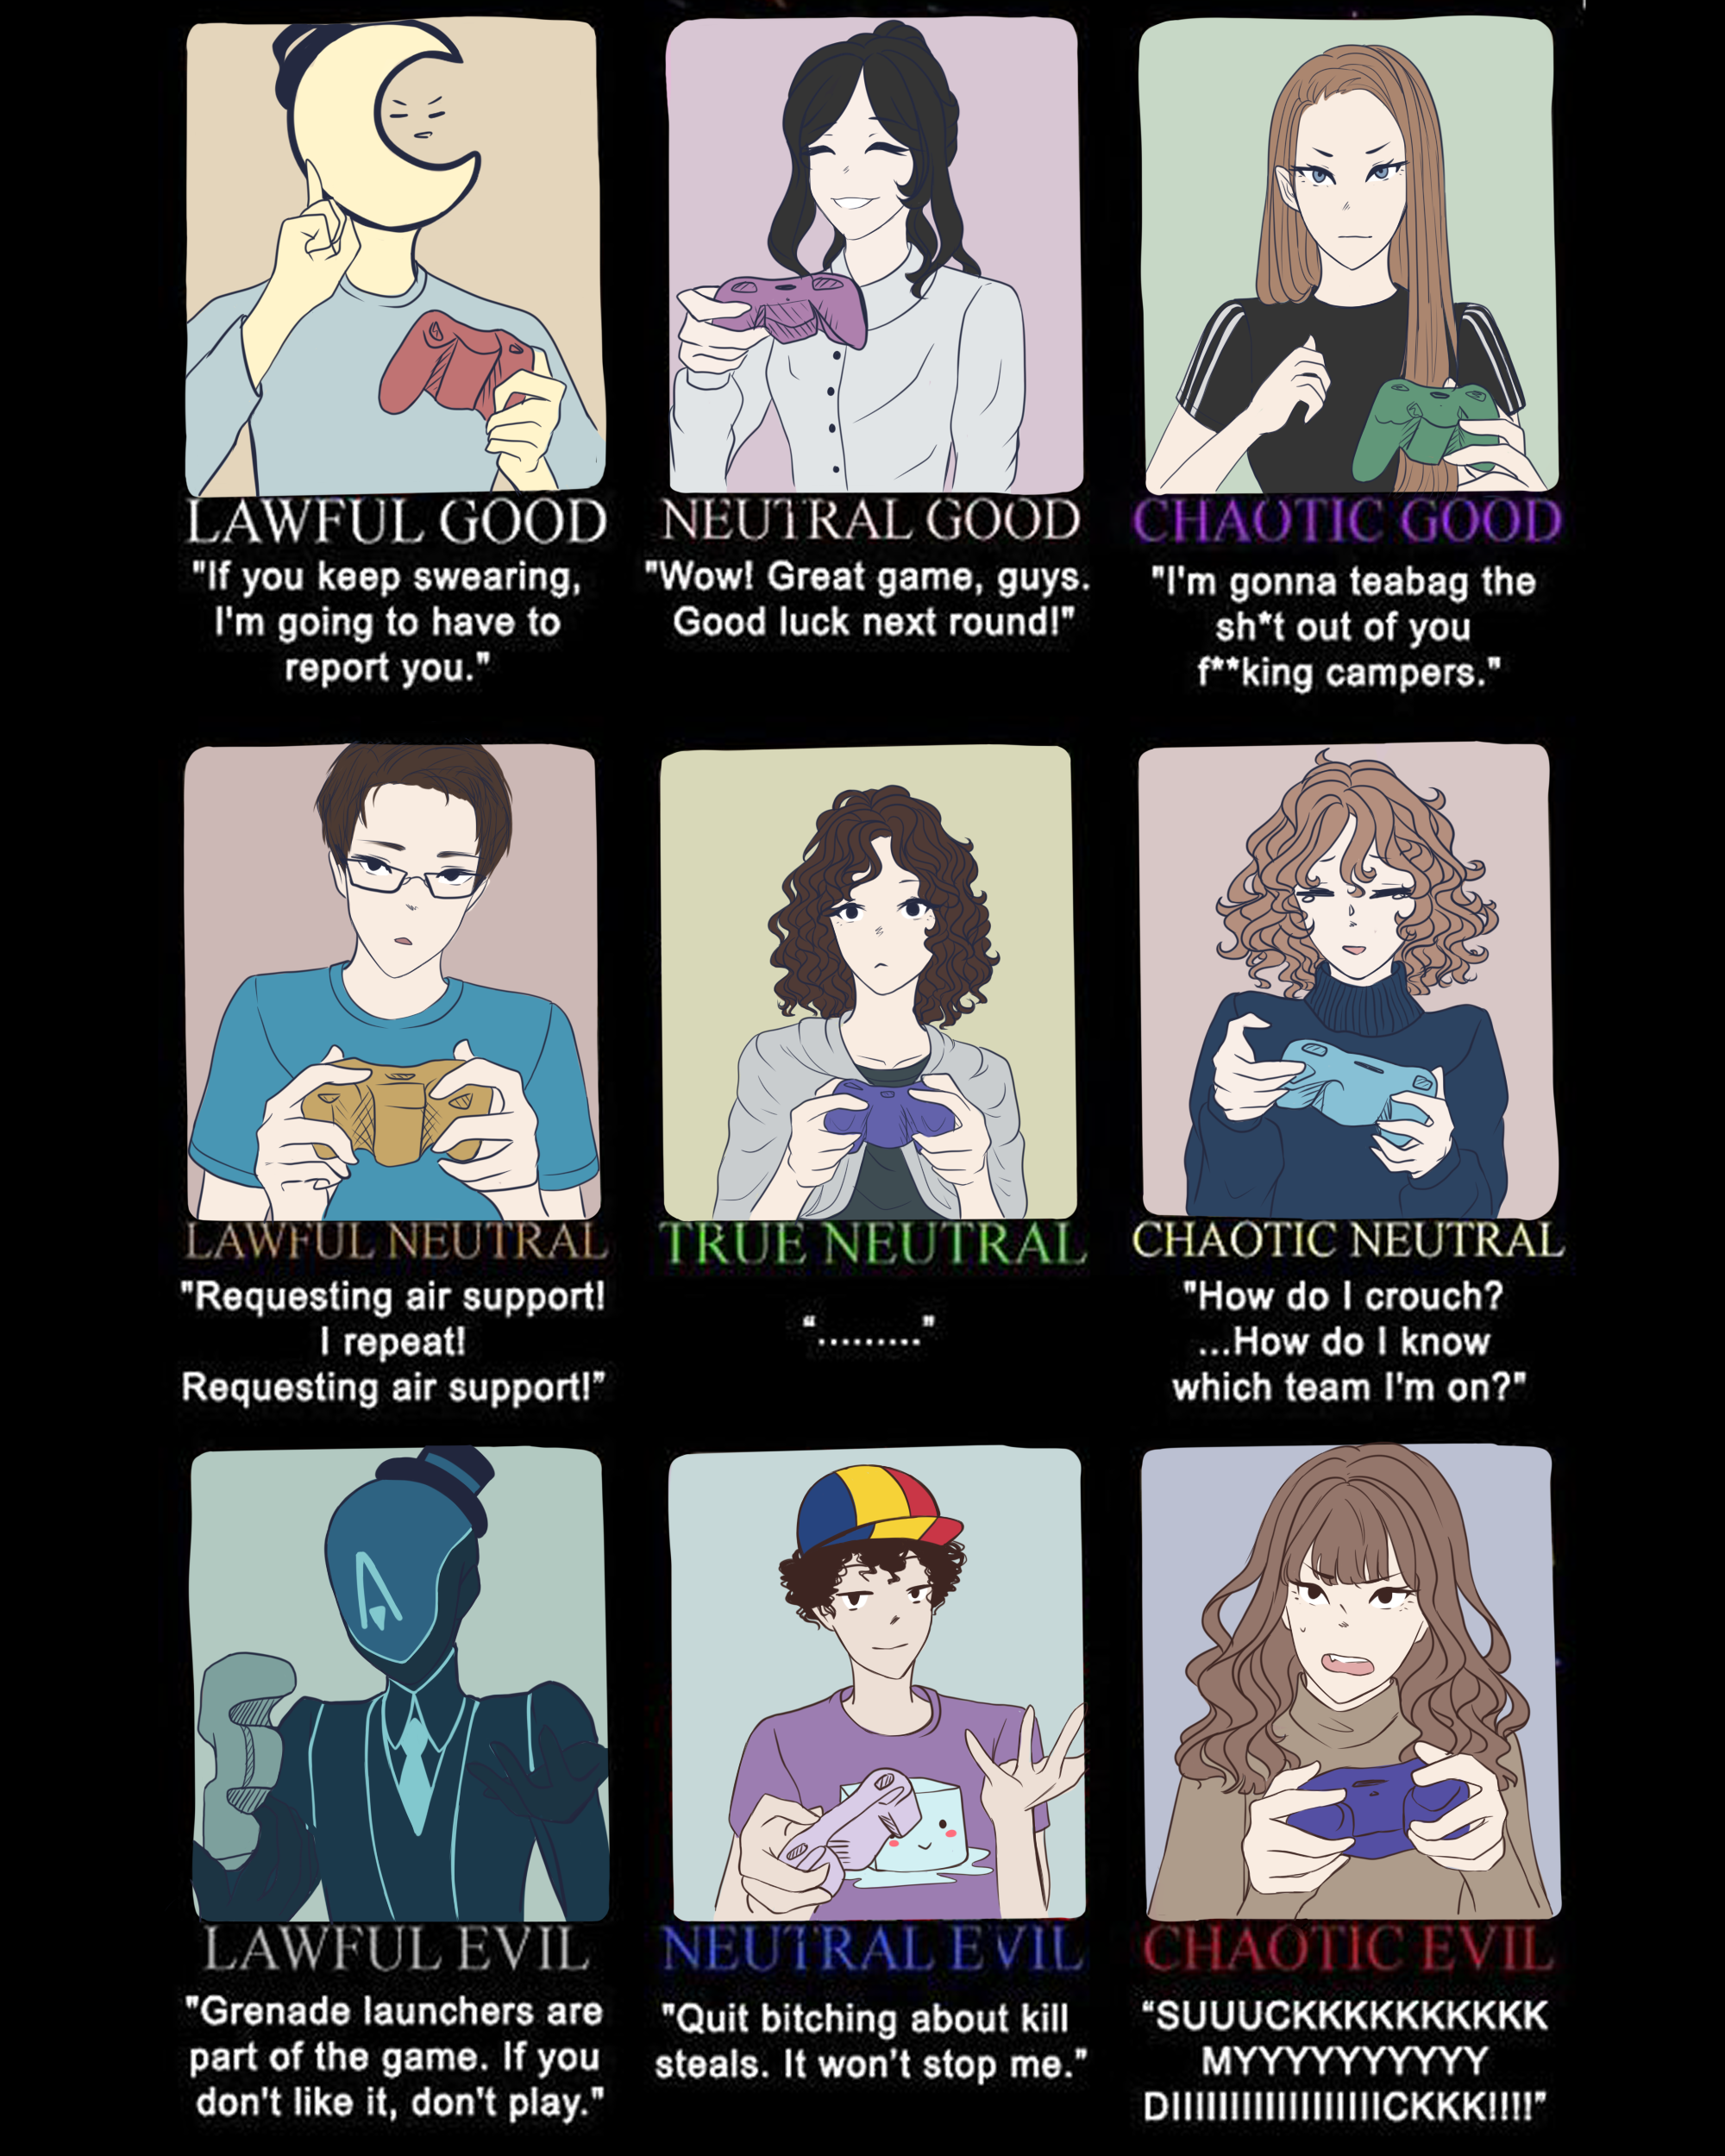 LAWFUL GOOD
"If you keep swearing,
I'm going to have to
report you."
NEUTRAL GOOD
"Wow! Great game, guys.
Good luck next round!"
CHAOTIC GOOD
"I'm gonna teabag the
sh*t out of you
f**king campers."
LAWFUL NEUTRAL
"Requesting air support!
I repeat!
Requesting air support!”
TRUE NEUTRAL
“.........”
CHAOTIC NEUTRAL
"How do I crouch?
...How do I know
which team I'm on?"
LAWFUL EVIL
"Grenade launchers are
part of the game. If you
don't like it, don't play."
NEUTRAL EVIL
"Quit bitching about kill
steals. It won’t stop me.”
CHAOTIC EVIL
“SUUUCKKKKKKKKKK
MYYYYYYYYYYY
DIIIIIIIIIIIIIIIIIICKKK!!!!”